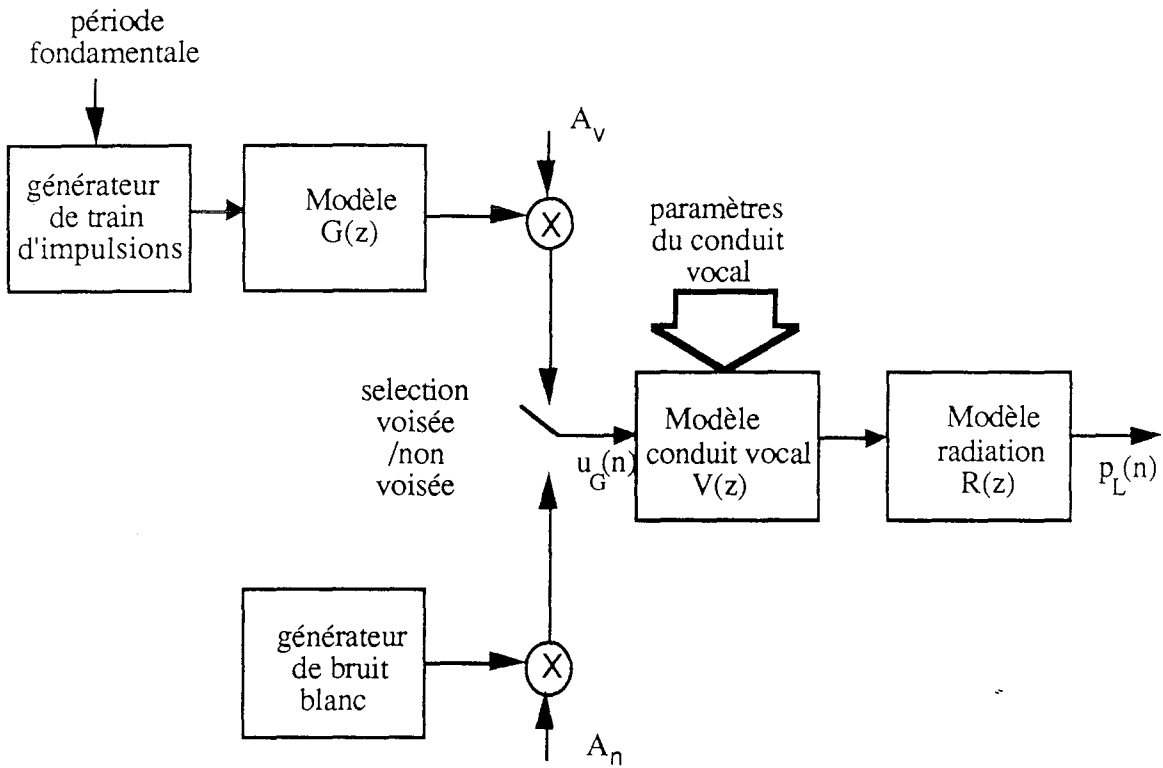 période
fondamentale
A_v
générateur
de train
d'impulsions
Modèle
G(z)
X
paramètres
du conduit
vocal
selection
voisée
/non
voisée
u_G(n)
Modèle
conduit vocal
V(z)
Modèle
radiation
R(z)
p_L(n)
générateur
de bruit
blanc
X
A_n